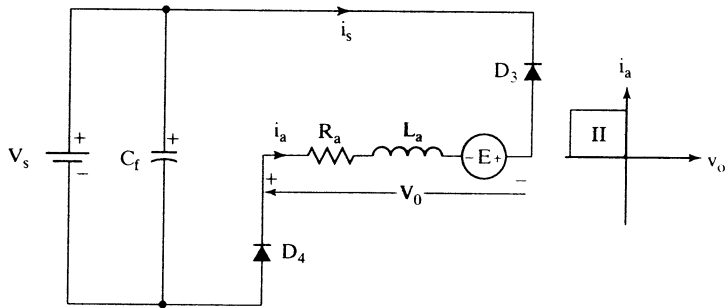 i_s
D_3
i_a
i_a
R_a
L_a
+
+
V_s
C_f
-E+
II
−
+
−
v_o
V_0
D_4